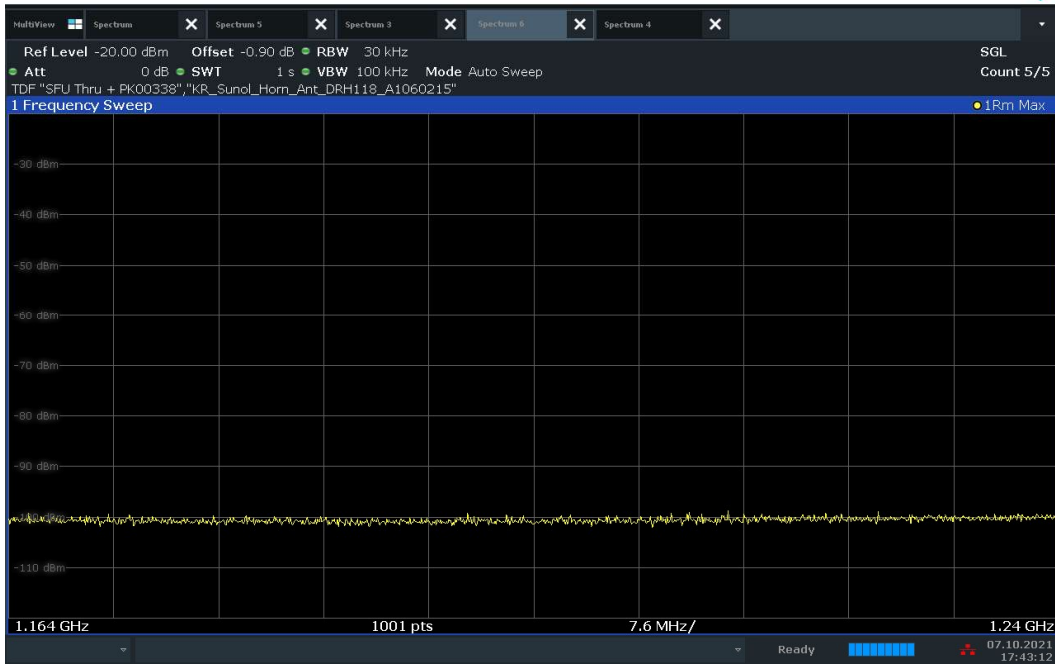 MultiView Spectrum Spectrum 5 Spectrum 3 Spectrum 6 Spectrum 4
Ref Level -20.00 dBm Offset -0.90 dB RBW 30 kHz SGL
Att 0 dB SWT 1 s VBW 100 kHz Mode Auto Sweep Count 5/5
TDF "SFU Thru + PK00338","KR_Sunol_Horn_Ant_DRH118_A1060215"
1 Frequency Sweep 1Rm Max
-30 dBm
-40 dBm
-50 dBm
-60 dBm
-70 dBm
-80 dBm
-90 dBm
-100 dBm
-110 dBm
1.164 GHz 1001 pts 7.6 MHz/ 1.24 GHz
Ready 07.10.2021
17:43:12